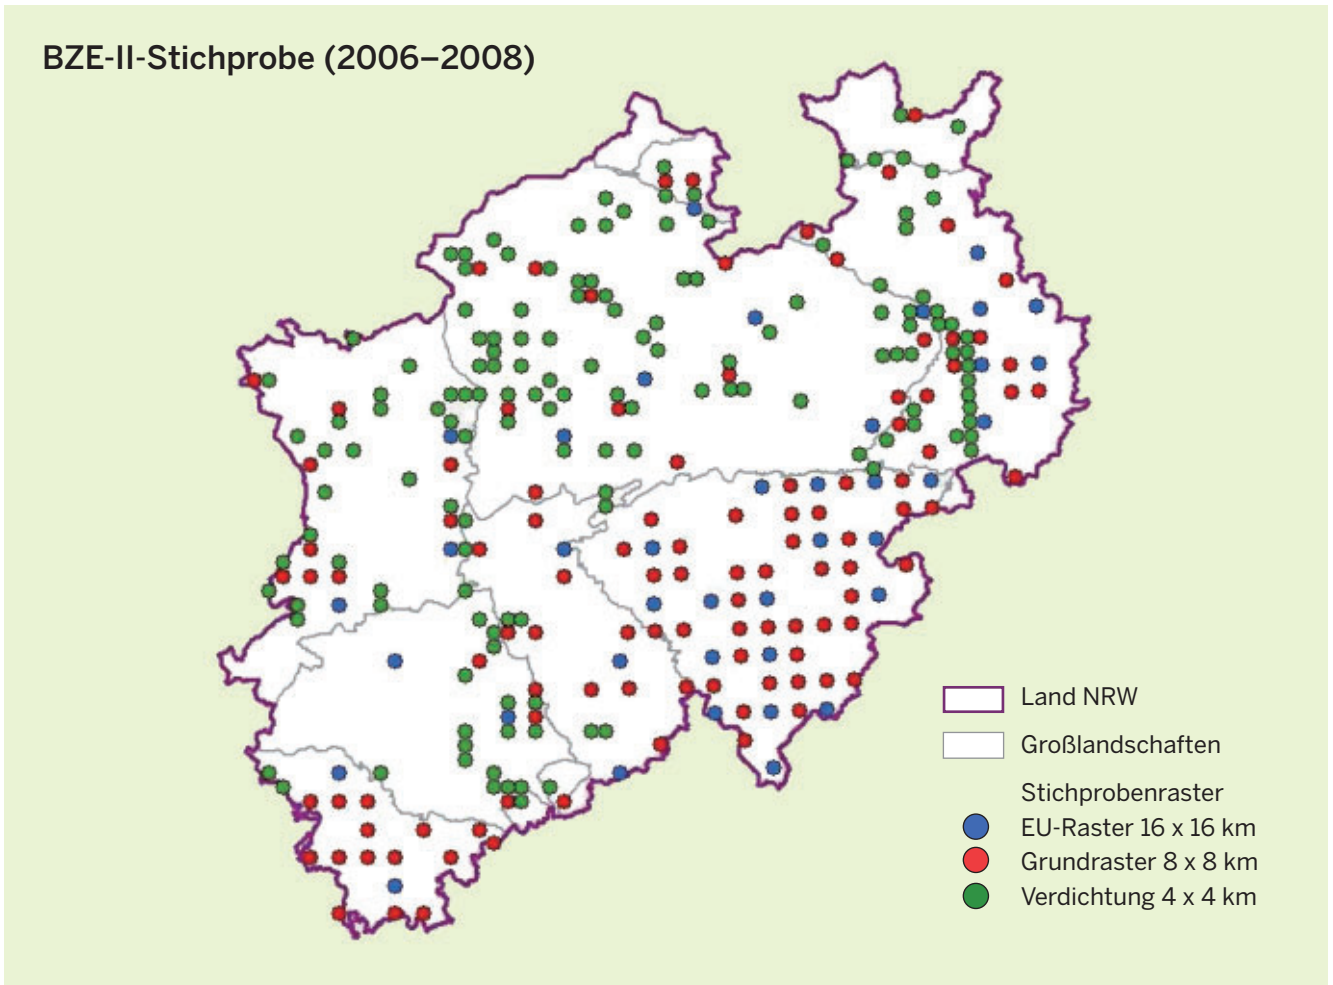 BZE-II-Stichprobe (2006–2008)
Land NRW
Großlandschaften
Stichprobenraster
EU-Raster 16 x 16 km
Grundraster 8 x 8 km
Verdichtung 4 x 4 km